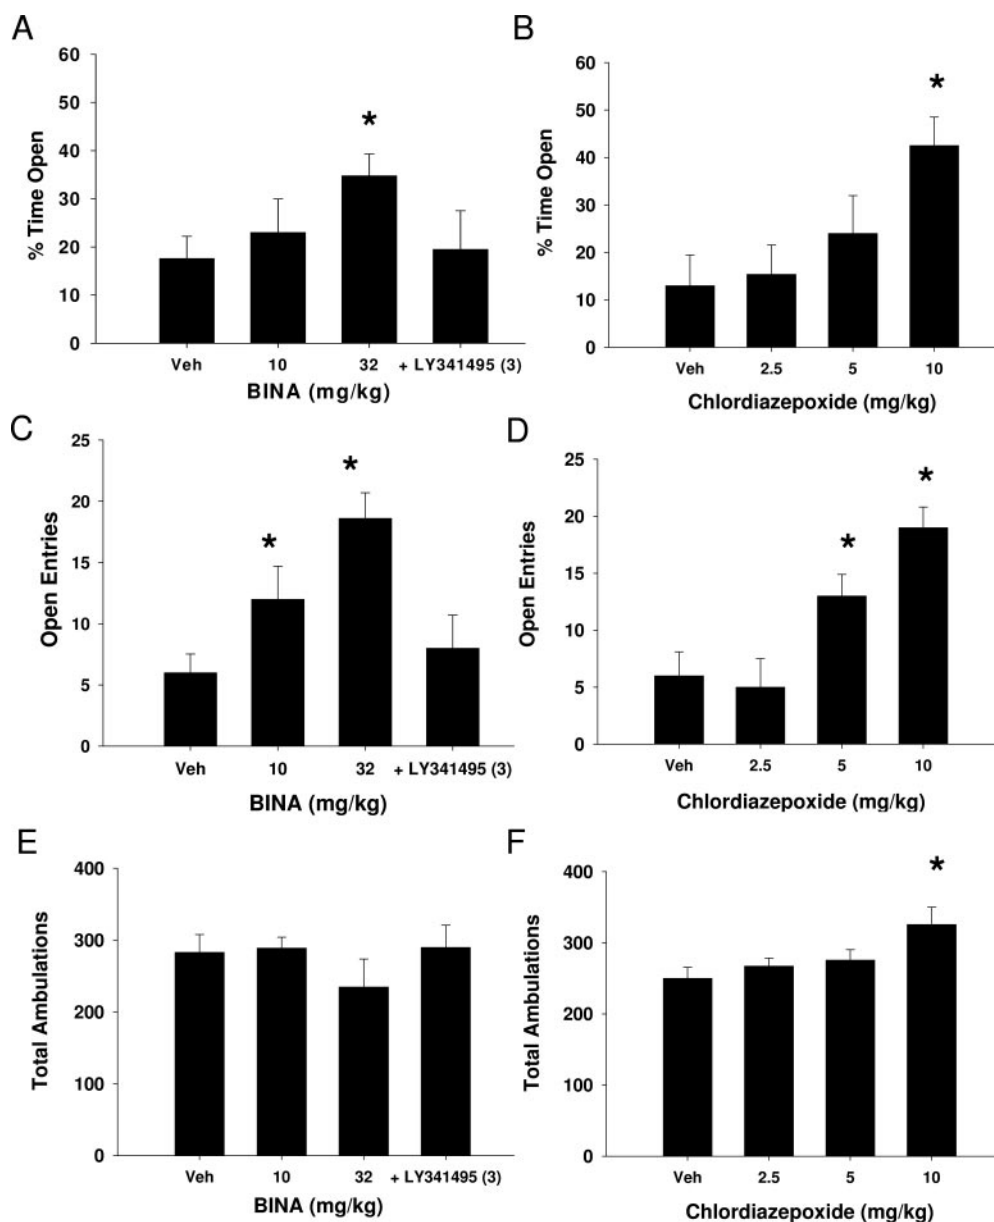 A
60
50
40
30
20
10
0
% Time Open
*
Veh 10 32 + LY341495 (3)
BINA (mg/kg)
B
60
50
40
30
20
10
0
% Time Open
*
Veh 2.5 5 10
Chlordiazepoxide (mg/kg)
C
25
20
15
10
5
0
Open Entries
* *
Veh 10 32 + LY341495 (3)
BINA (mg/kg)
D
25
20
15
10
5
0
Open Entries
* *
Veh 2.5 5 10
Chlordiazepoxide (mg/kg)
E
400
300
200
100
0
Total Ambulations
Veh 10 32 + LY341495 (3)
BINA (mg/kg)
F
400
300
200
100
0
Total Ambulations
*
Veh 2.5 5 10
Chlordiazepoxide (mg/kg)